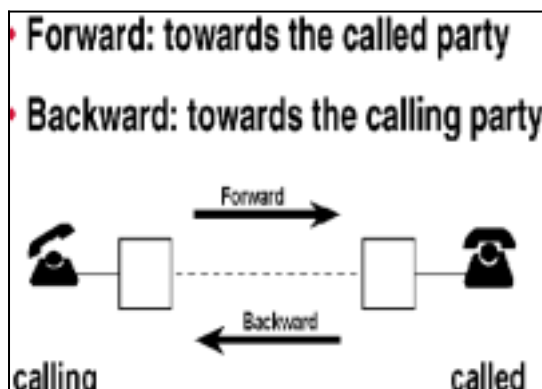 • Forward: towards the called party
• Backward: towards the calling party
Forward
Backward
calling called